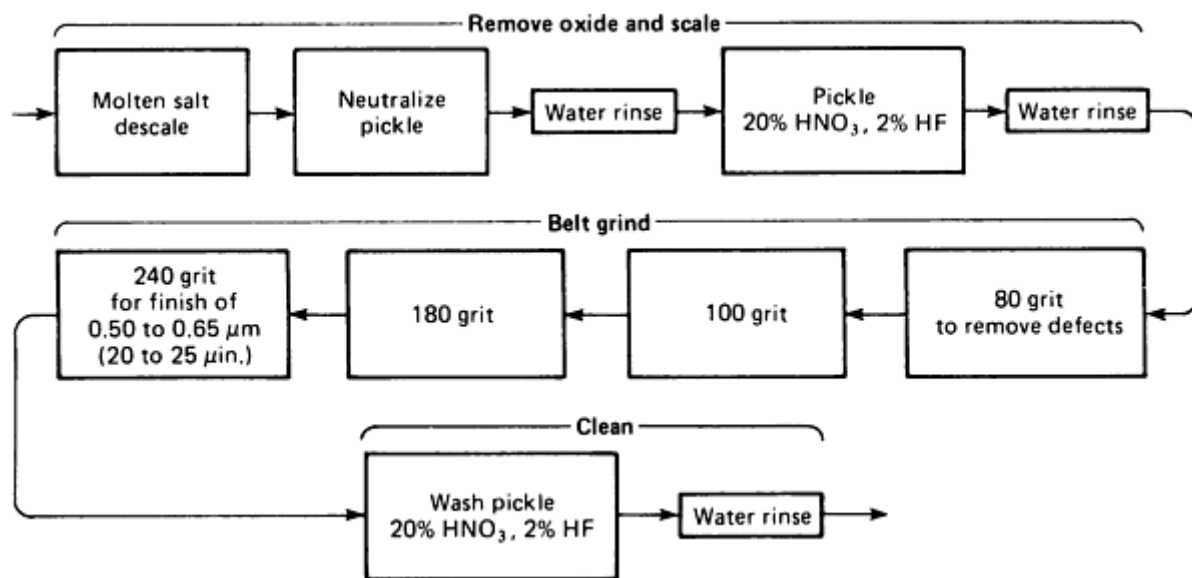 Remove oxide and scale
Molten salt
descale
Neutralize
pickle
Water rinse
Pickle
20% HNO₃, 2% HF
Water rinse
Belt grind
240 grit
for finish of
0.50 to 0.65 μm
(20 to 25 μin.)
180 grit
100 grit
80 grit
to remove defects
Clean
Wash pickle
20% HNO₃, 2% HF
Water rinse